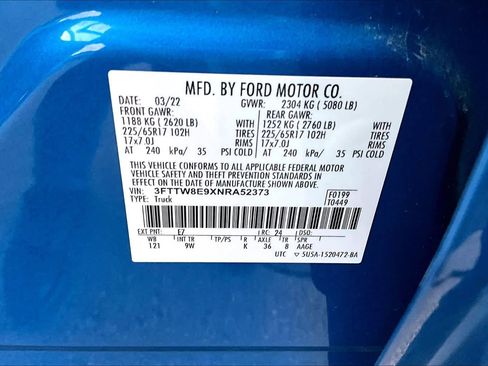 MFD. BY FORD MOTOR CO.
DATE: 03/22 GVWR: 2304 KG ( 5080 LB)
FRONT GAWR: REAR GAWR:
1188 KG ( 2620 LB) 1252 KG ( 2760 LB)
225/65R17 102H TIRES 225/65R17 102H TIRES
17x7.0J RIMS 17x7.0J RIMS
AT 240 kPa/ 35 PSI COLD AT 240 kPa/ 35 PSI COLD
THIS VEHICLE CONFORMS TO ALL APPLICABLE FEDERAL MOTOR
VEHICLE SAFETY AND THEFT PREVENTION STANDARDS IN EFFECT
ON THE DATE OF MANUFACTURE SHOWN ABOVE.
VIN: 3FTTW8E9XNRA52373 F0199
TYPE: Truck T0449
EXT PNT: E7 RC: 24 DSO:
WB INT TR TP/PS R AXLE TR SPR
121 9W K 36 8 AAGE
UTC 5U5A-1520472-BA